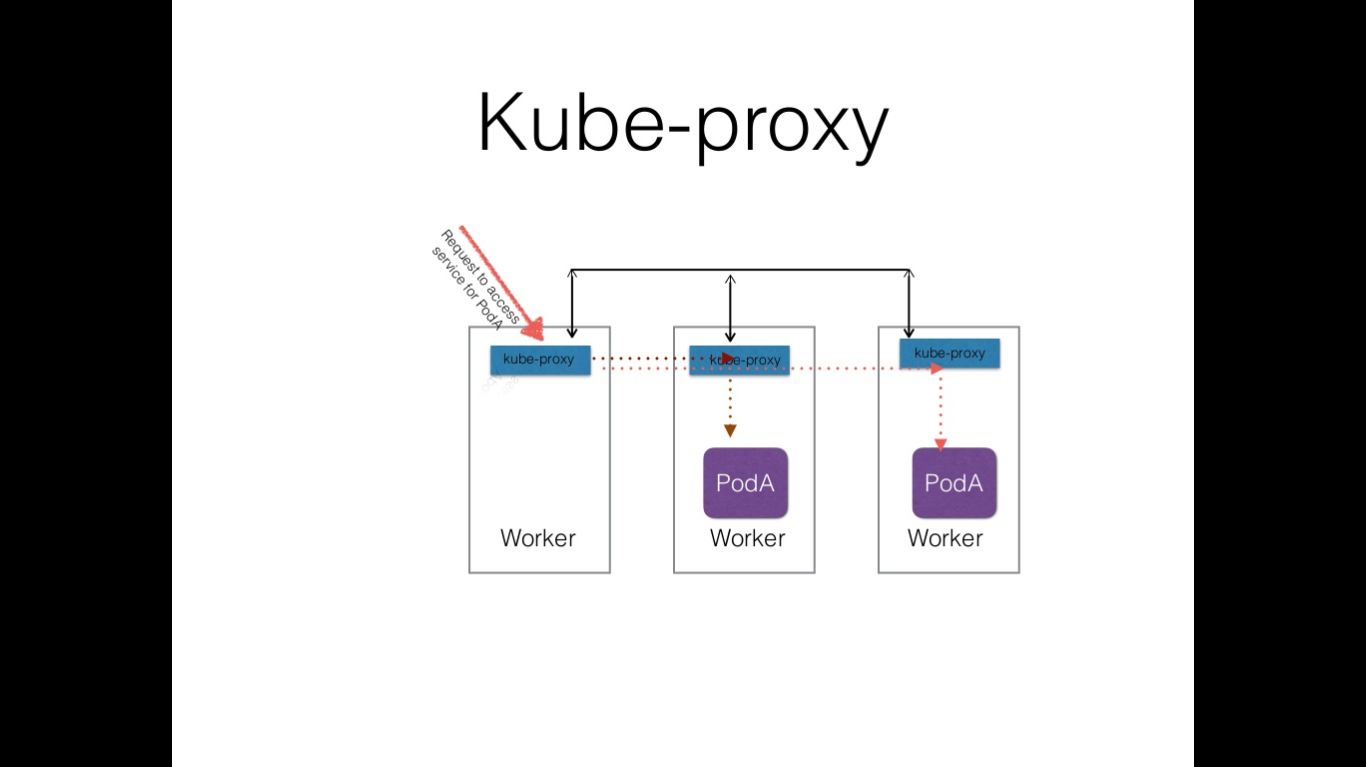 Kube-proxy
Request to access
service for PodA
kube-proxy
kube-proxy
kube-proxy
PodA
PodA
Worker
Worker
Worker